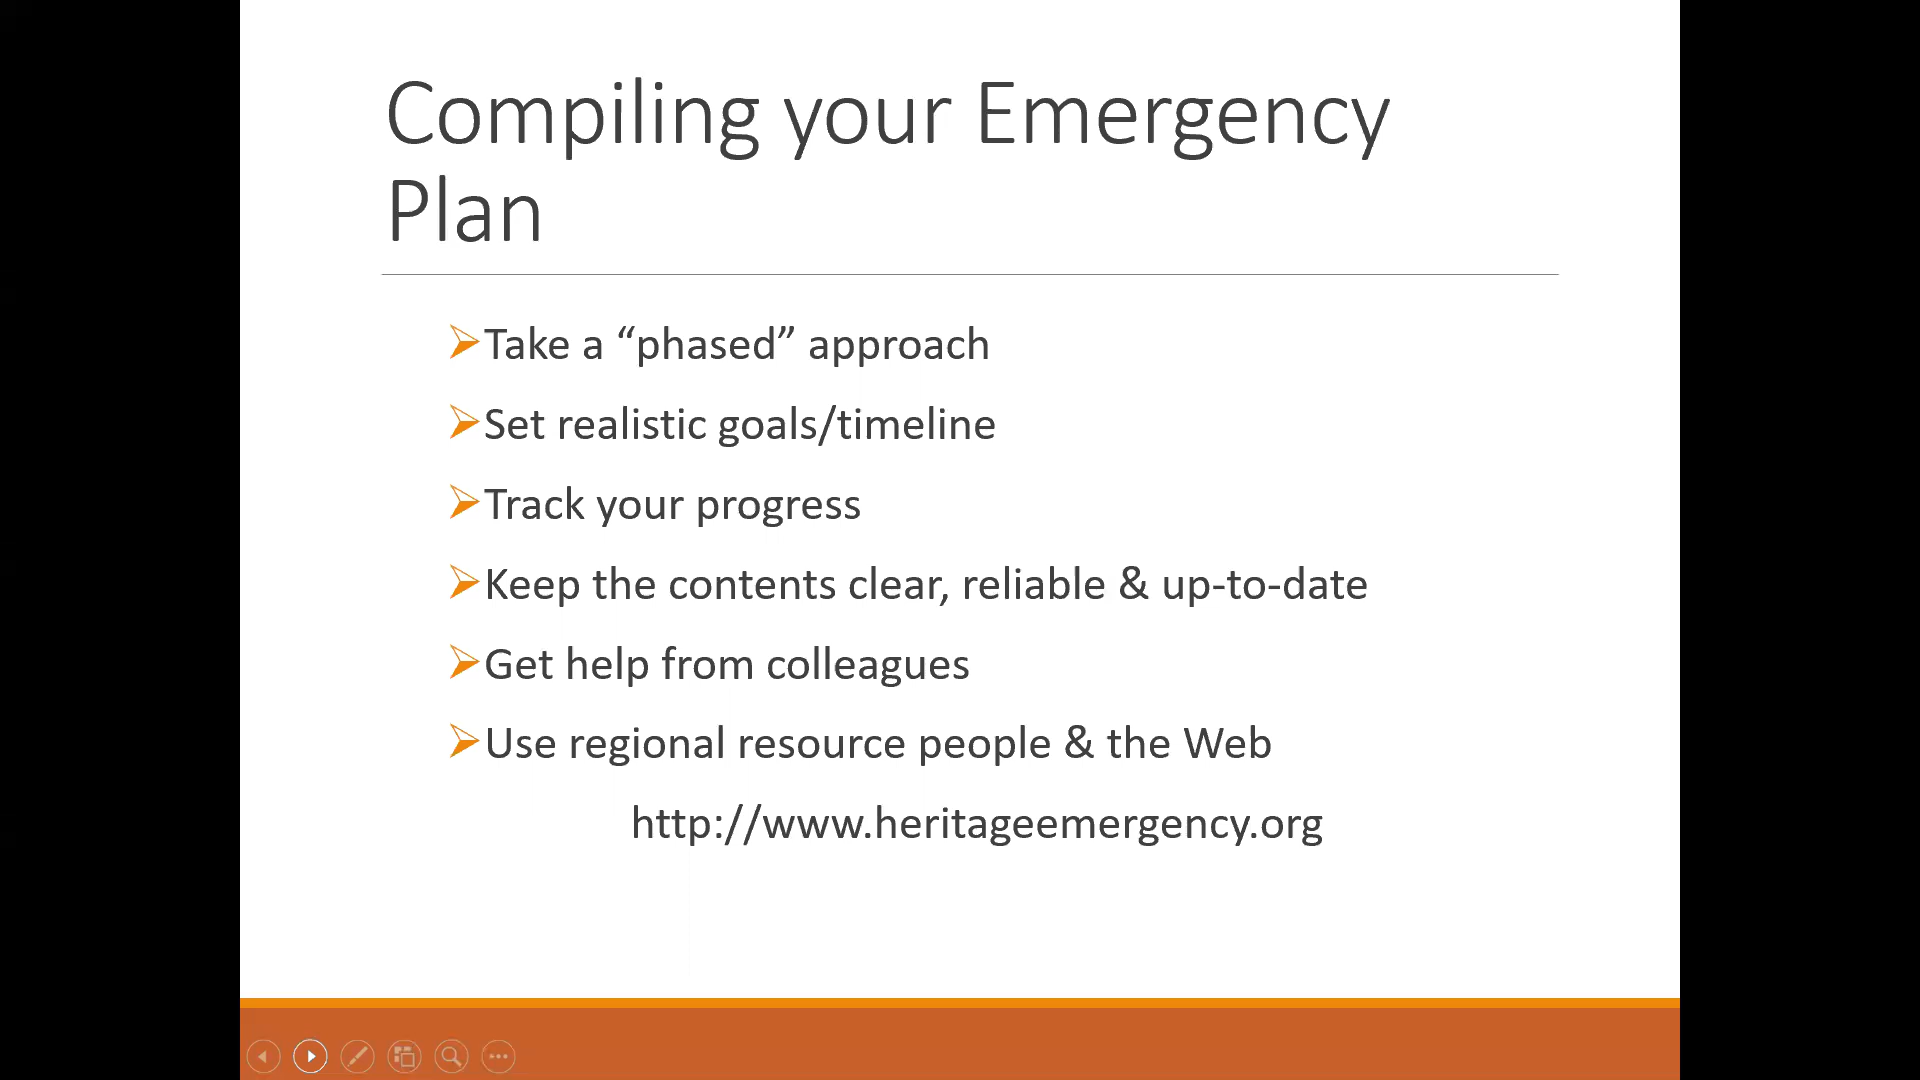 Compiling your Emergency
Plan
Take a “phased” approach
Set realistic goals/timeline
Track your progress
Keep the contents clear, reliable & up-to-date
Get help from colleagues
Use regional resource people & the Web
http://www.heritageemergency.org